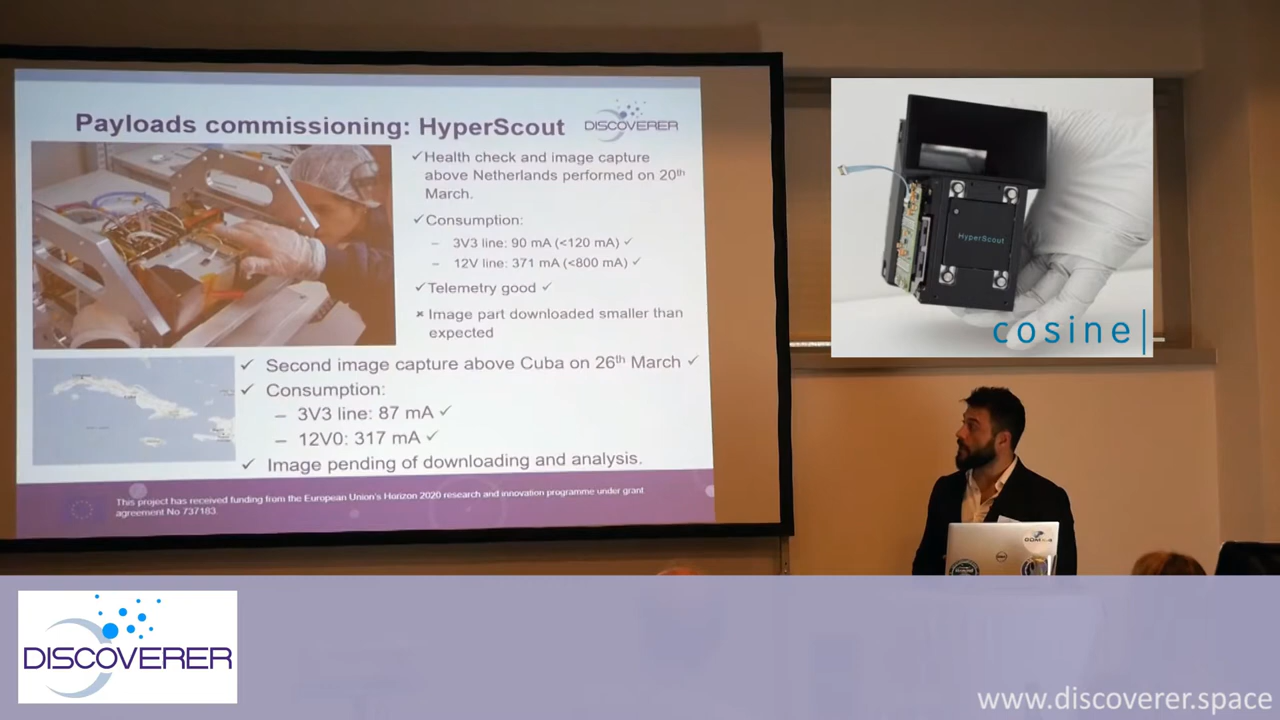 Payloads commissioning: HyperScout
DISCOVERER
✓Health check and image capture
above Netherlands performed on 20th
March.
✓Consumption:
– 3V3 line: 90 mA (<120 mA) ✓
– 12V line: 371 mA (<800 mA) ✓
✓Telemetry good ✓
× Image part downloaded smaller than
expected
✓ Second image capture above Cuba on 26th March ✓
✓ Consumption:
– 3V3 line: 87 mA ✓
– 12V0: 317 mA ✓
✓ Image pending of downloading and analysis.
This project has received funding from the European Union's Horizon 2020 research and innovation programme under grant
agreement No 737183.
HyperScout
cosine
DISCOVERER
www.discoverer.space